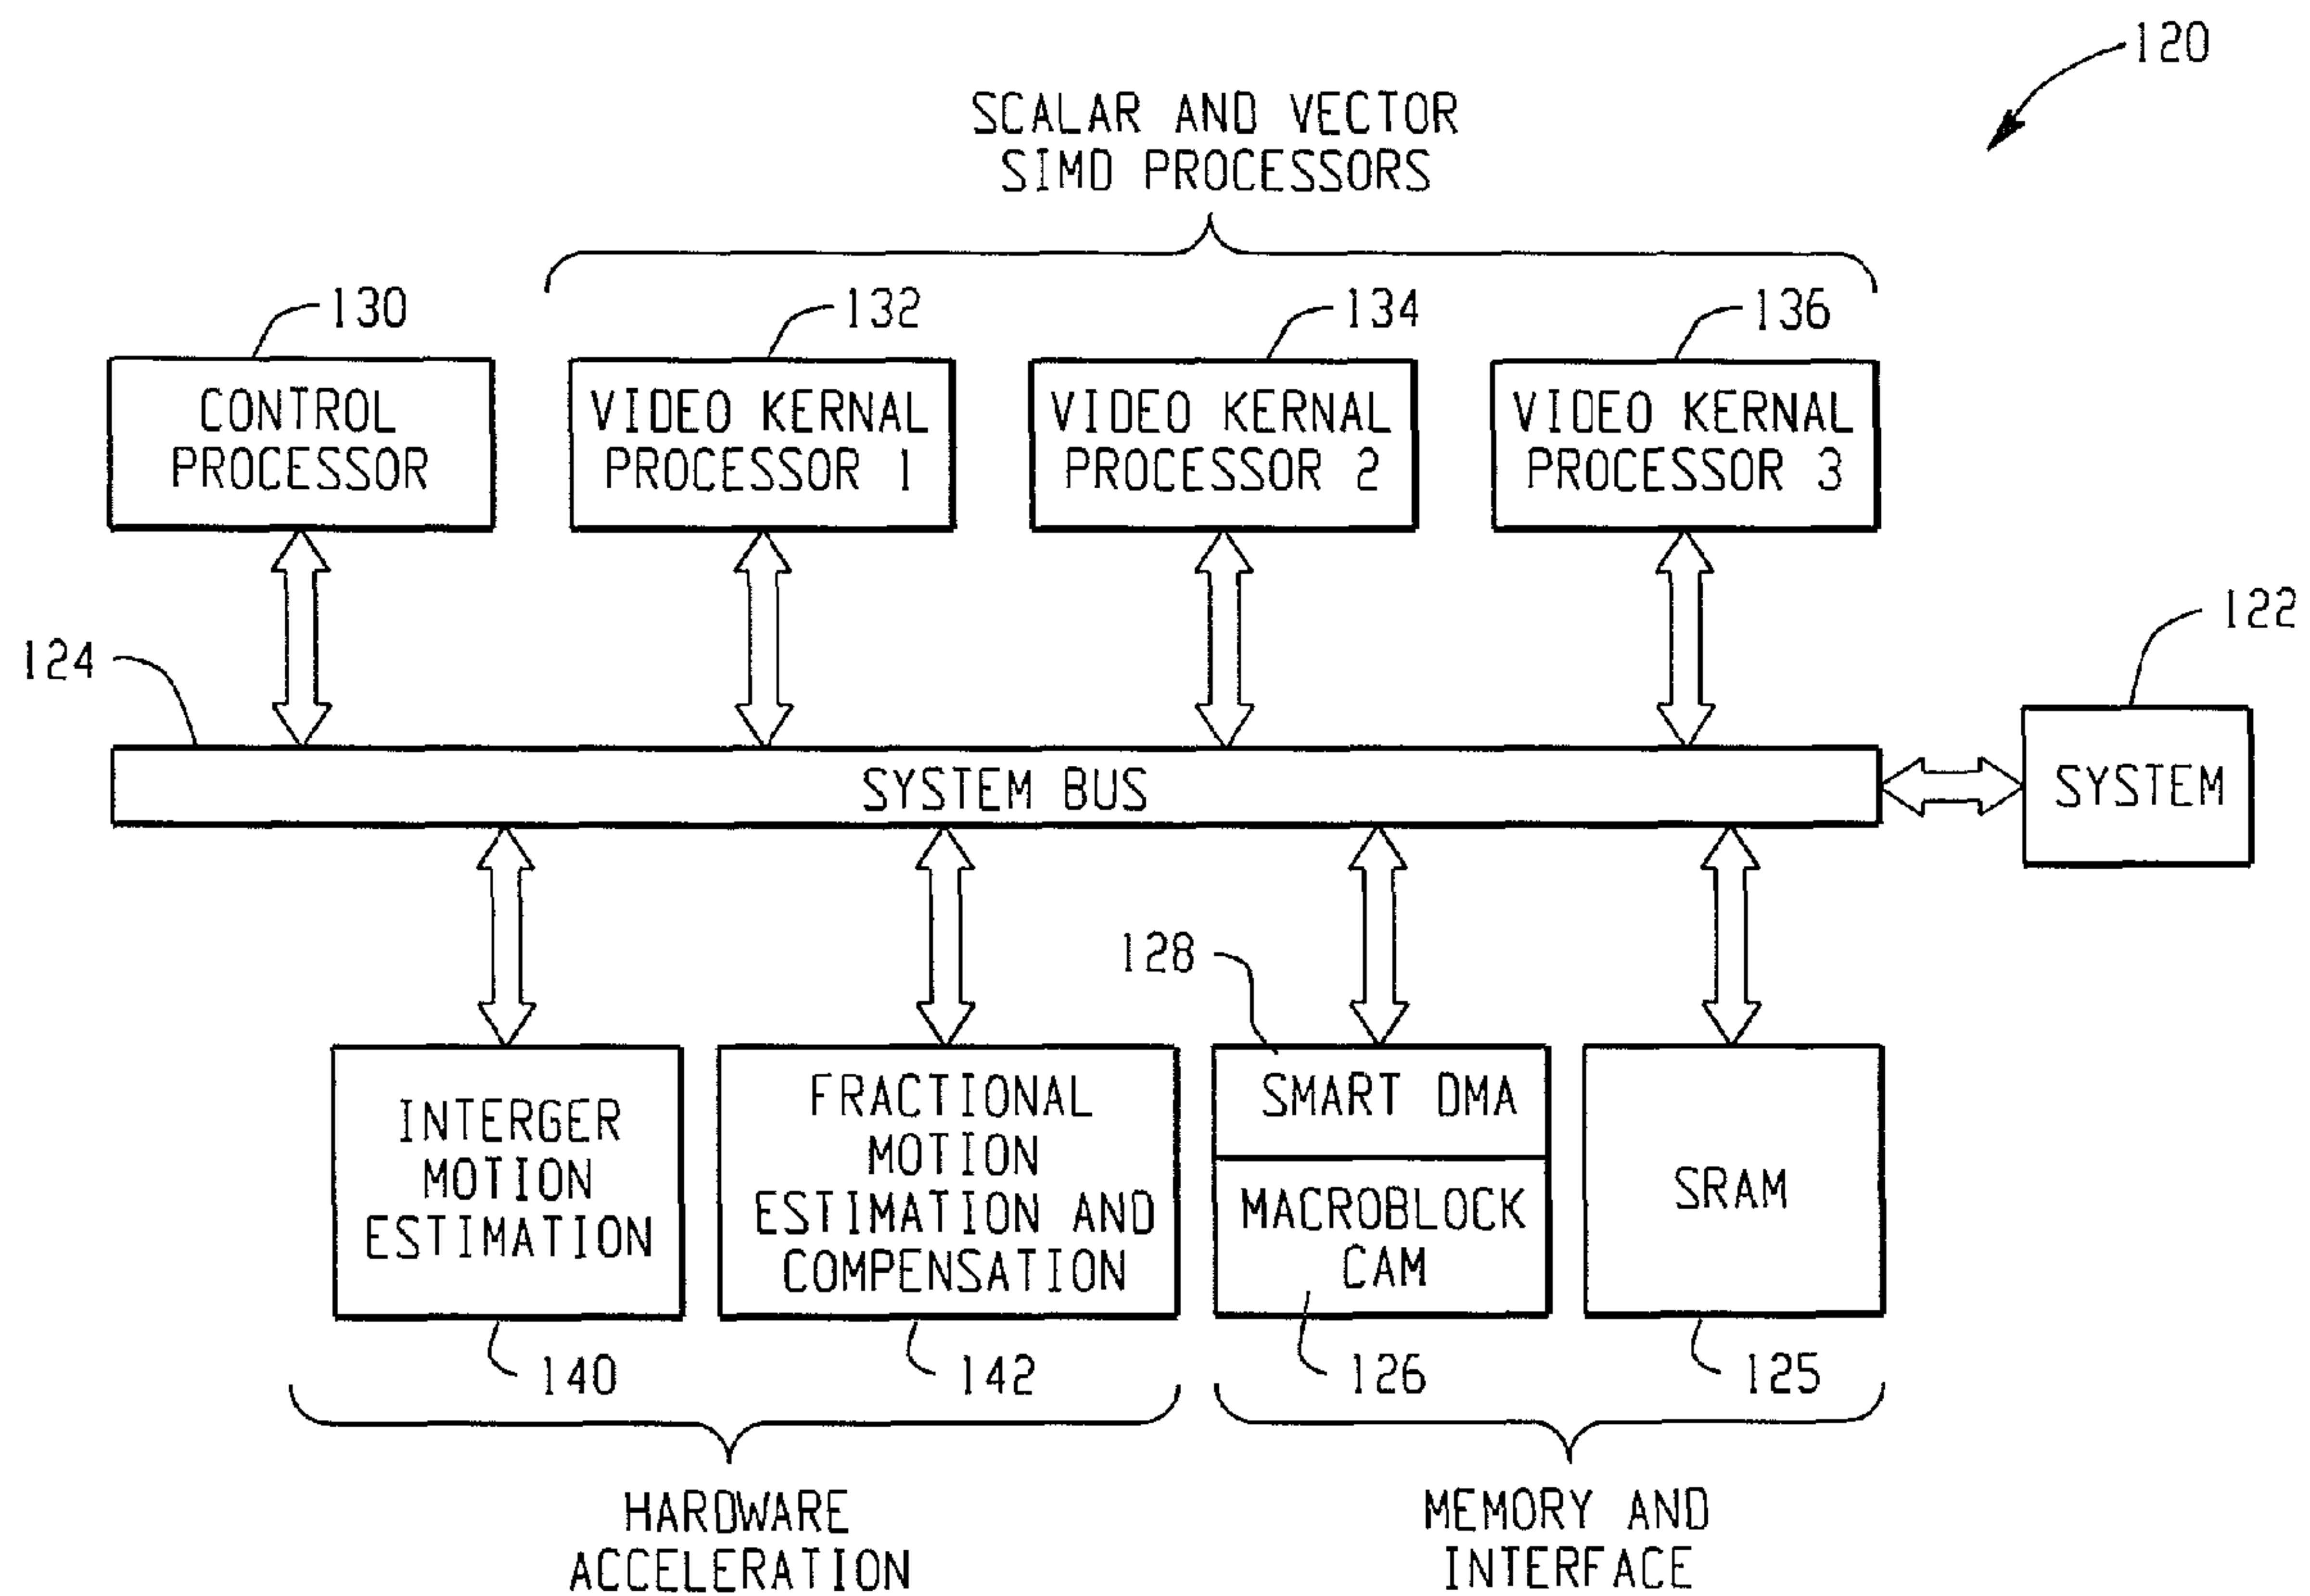 120
SCALAR AND VECTOR
SIMD PROCESSORS
130
132
134
136
CONTROL
PROCESSOR
VIDEO KERNAL
PROCESSOR 1
VIDEO KERNAL
PROCESSOR 2
VIDEO KERNAL
PROCESSOR 3
124
122
SYSTEM BUS
SYSTEM
128
INTERGER
MOTION
ESTIMATION
FRACTIONAL
MOTION
ESTIMATION AND
COMPENSATION
SMART DMA
MACROBLOCK
CAM
SRAM
140
142
126
125
HARDWARE
ACCELERATION
MEMORY AND
INTERFACE